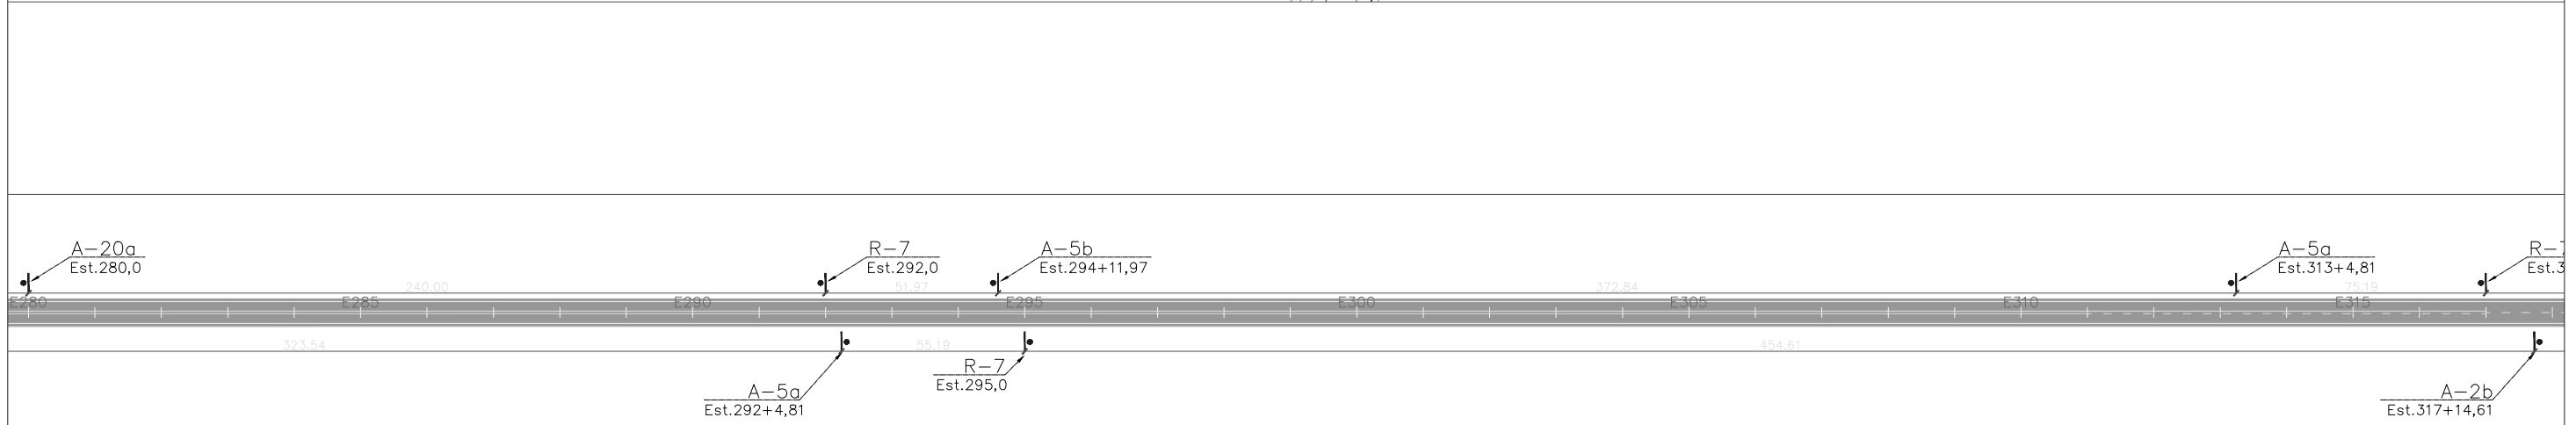 A-20a
Est.280,0
R-7
Est.292,0
A-5b
Est.294+11,97
A-5a
Est.313+4,81
R-
Est.3
240,00
51,97
372,84
75,19
E280
E285
E290
E295
E300
E305
E310
E315
323,54
55,19
454,61
A-5a
Est.292+4,81
R-7
Est.295,0
A-2b
Est.317+14,61